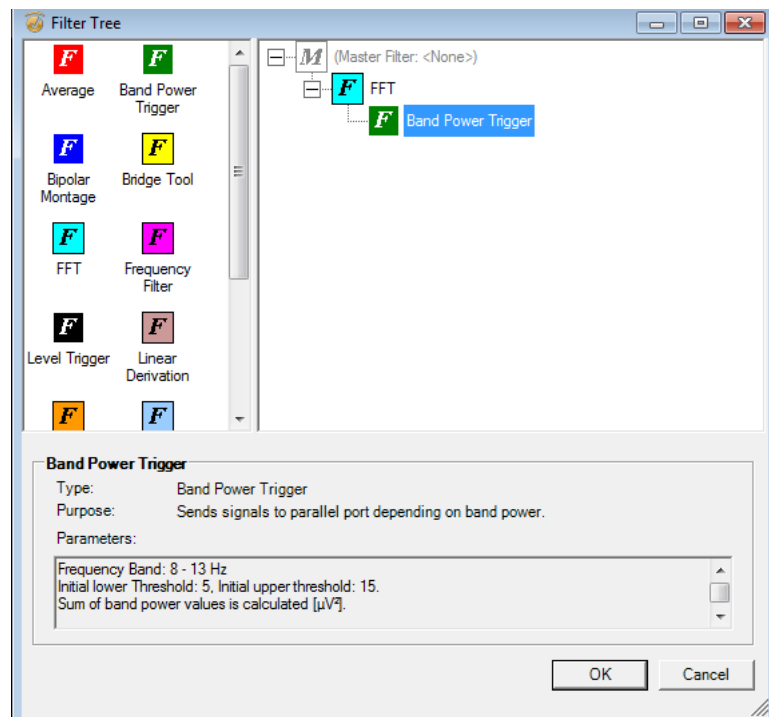 Filter Tree
F
F
Average
Band Power
Trigger
F
F
Bipolar
Montage
Bridge Tool
F
F
FFT
Frequency
Filter
F
F
Level Trigger
Linear
Derivation
F
F
M (Master Filter: <None>)
F FFT
F Band Power Trigger
Band Power Trigger
Type: Band Power Trigger
Purpose: Sends signals to parallel port depending on band power.
Parameters:
Frequency Band: 8 - 13 Hz
Initial lower Threshold: 5, Initial upper threshold: 15.
Sum of band power values is calculated [µV²].
OK Cancel